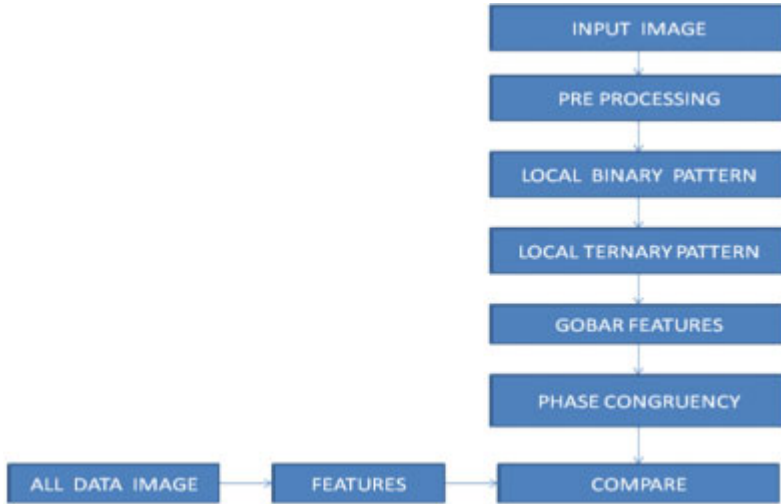 INPUT IMAGE
PRE PROCESSING
LOCAL BINARY PATTERN
LOCAL TERNARY PATTERN
GOBAR FEATURES
PHASE CONGRUENCY
ALL DATA IMAGE
FEATURES
COMPARE